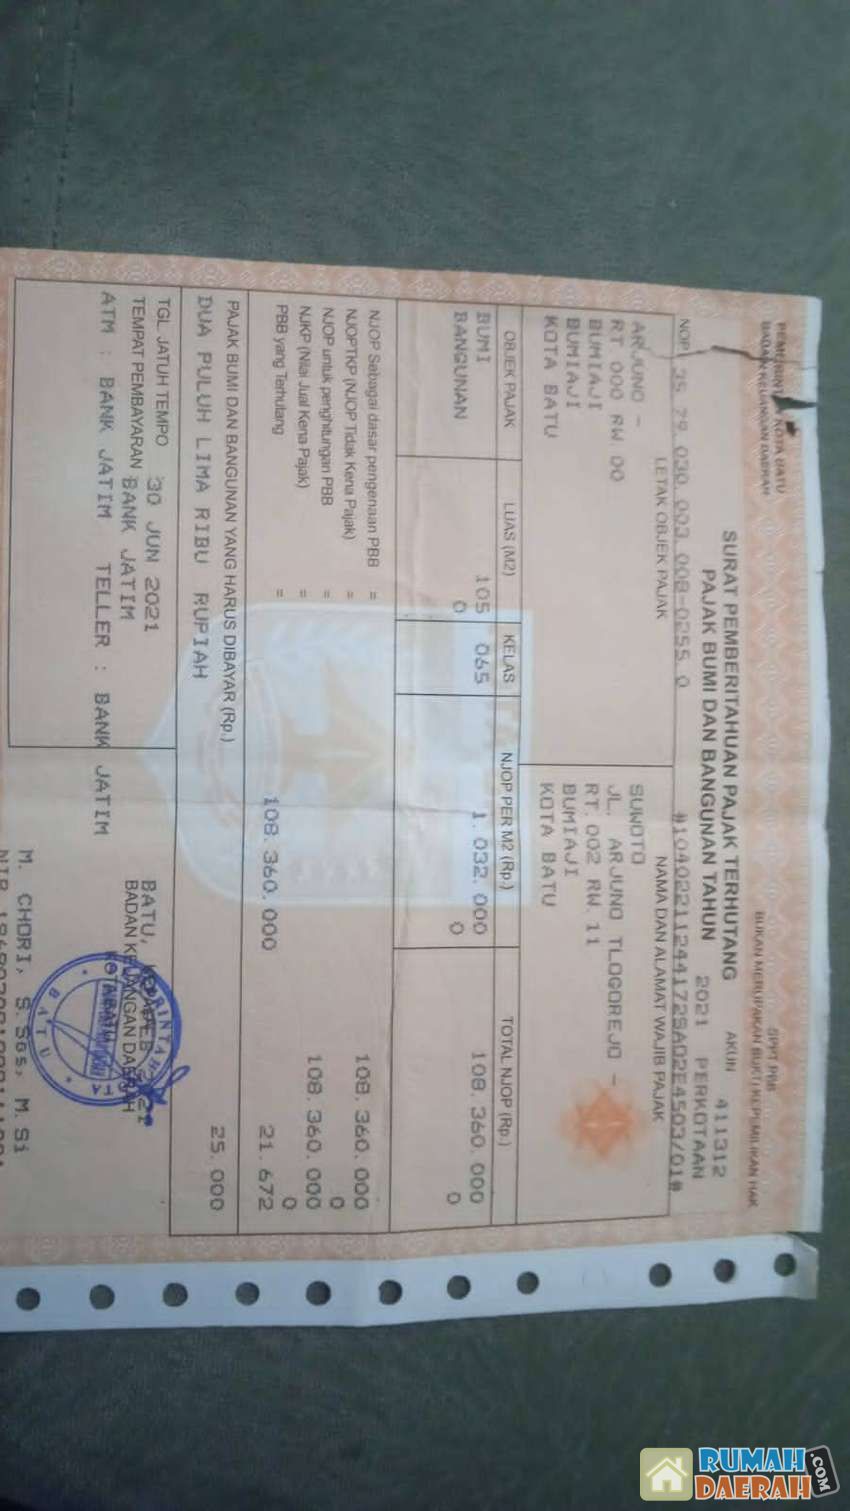 PEMERINTAH KOTA BATU
BADAN KEUANGAN DAERAH
SPPT PBB
BUKAN MERUPAKAN BUKTI KEPEMILIKAN HAK
SURAT PEMBERITAHUAN PAJAK TERHUTANG
PAJAK BUMI DAN BANGUNAN TAHUN 2021 PERKOTAAN
AKUN 411312
NOP: 35.79.030.003.008-0255.0
#104022112441725A02E4503/01#
LETAK OBJEK PAJAK
ARJUNO -
RT.000 RW 00
BUMIAJI
BUMIAJI
KOTA BATU
NAMA DAN ALAMAT WAJIB PAJAK
SUWOTO
JL. ARJUNO TLOGOREJO -
RT.002 RW.11
BUMIAJI
KOTA BATU
OBJEK PAJAK LUAS (M2) KELAS NJOP PER M2 (Rp.) TOTAL NJOP (Rp.)
BUMI 105 065 1.032.000 108.360.000
BANGUNAN 0 0 0
NJOP Sebagai dasar pengenaan PBB = 108.360.000
NJOPTKP (NJOP Tidak Kena Pajak) = 0
NJOP untuk penghitungan PBB = 108.360.000
NJKP (Nilai Jual Kena Pajak) = 0
PBB yang Terhutang = 108.360.000 21.672
PAJAK BUMI DAN BANGUNAN YANG HARUS DIBAYAR (Rp.) 25.000
DUA PULUH LIMA RIBU RUPIAH
TGL. JATUH TEMPO 30 JUN 2021
TEMPAT PEMBAYARAN BANK JATIM
ATM : BANK JATIM TELLER : BANK JATIM
BATU,
BADAN KEUANGAN DAERAH
KOTA BATU
BATU
M. CHORI, S.Sos, M.Si
RUMAH
DAERAH
.COM